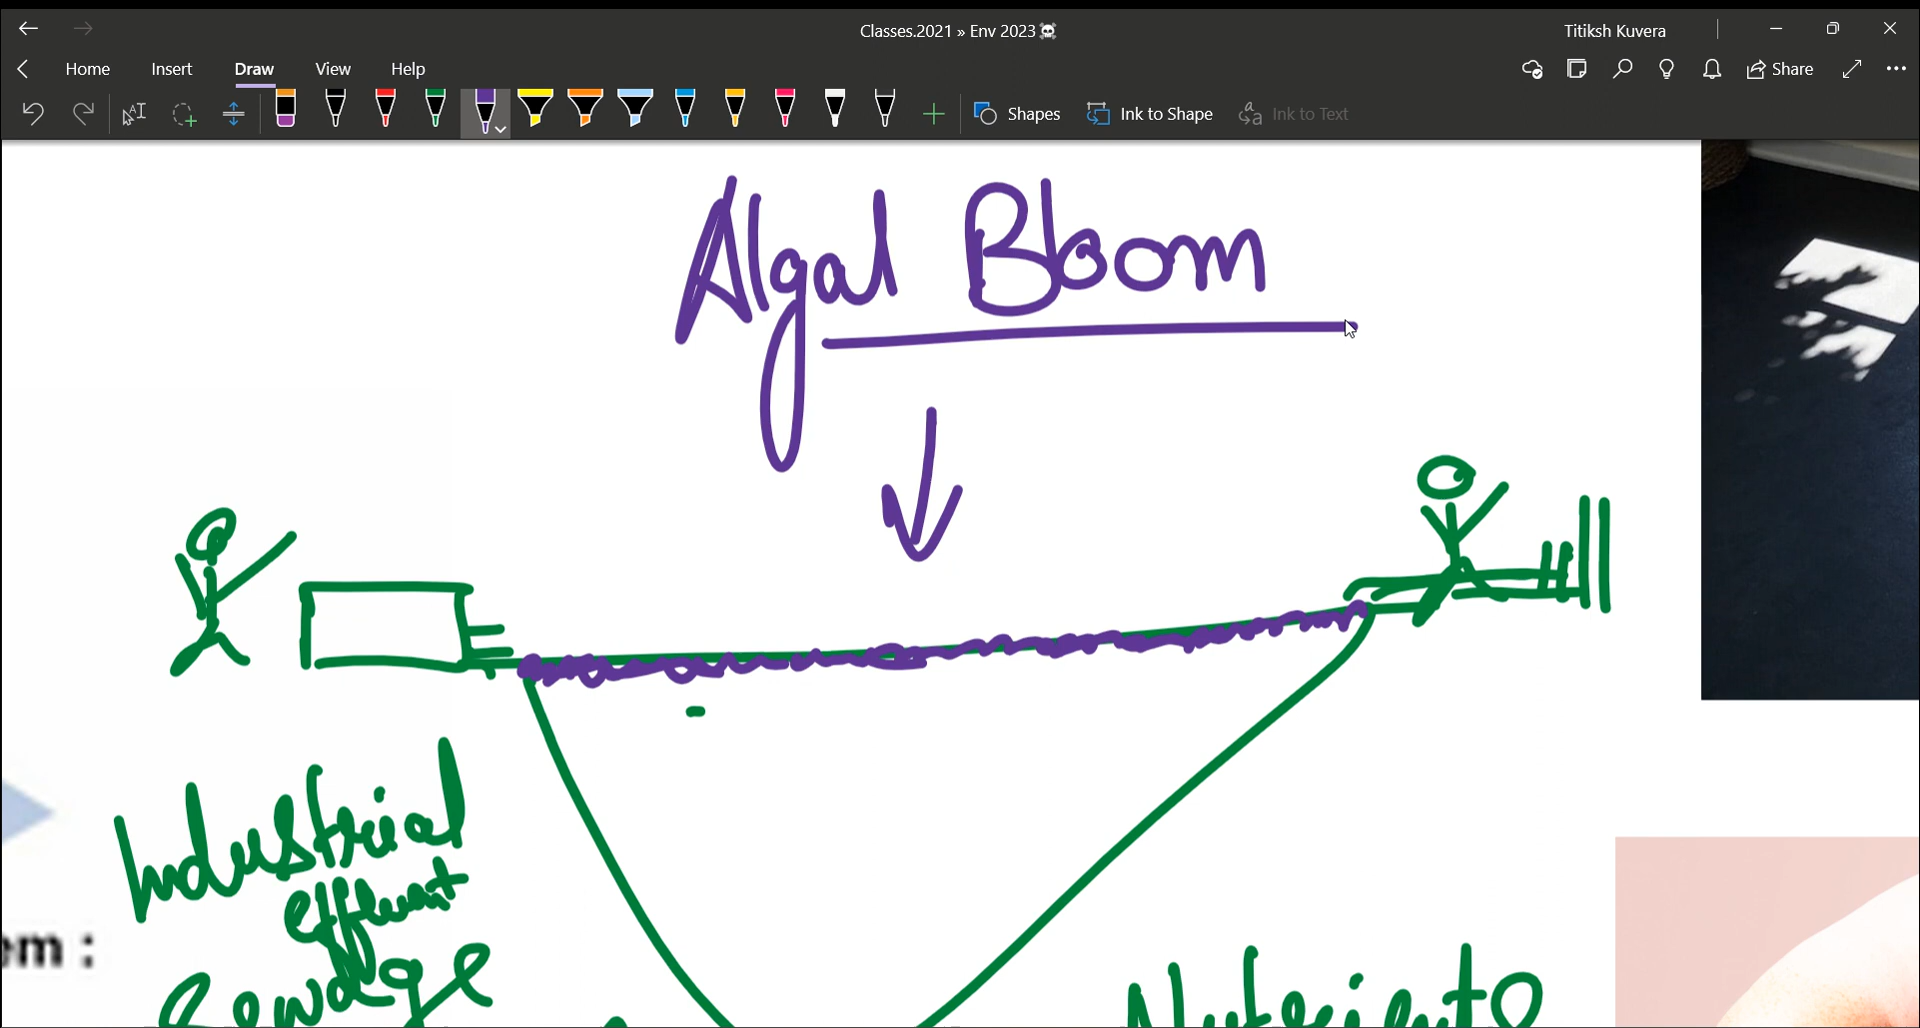 Classes.2021 » Env 2023☠
Titiksh Kuvera
Home Insert Draw View Help
Share
Shapes Ink to Shape Ink to Text
Algal Bloom
Industrial
effluent
Sewage
em :
Nutrients